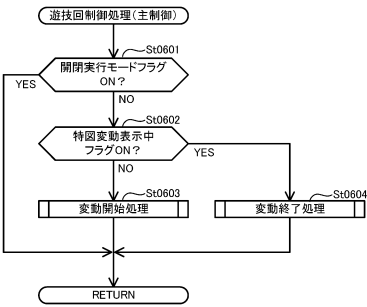 遊技回制御処理(主制御)
St0601
開閉実行モードフラグ
ON?
YES
NO
St0602
特図変動表示中
フラグON?
YES
NO
St0603
変動開始処理
St0604
変動終了処理
RETURN